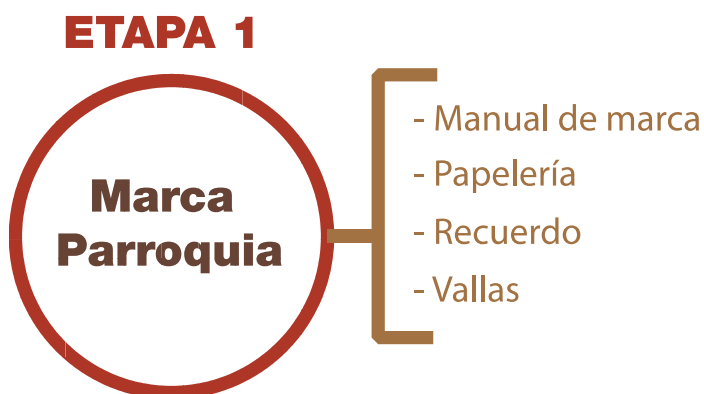 ETAPA 1
Marca
Parroquia
- Manual de marca
- Papelería
- Recuerdo
- Vallas